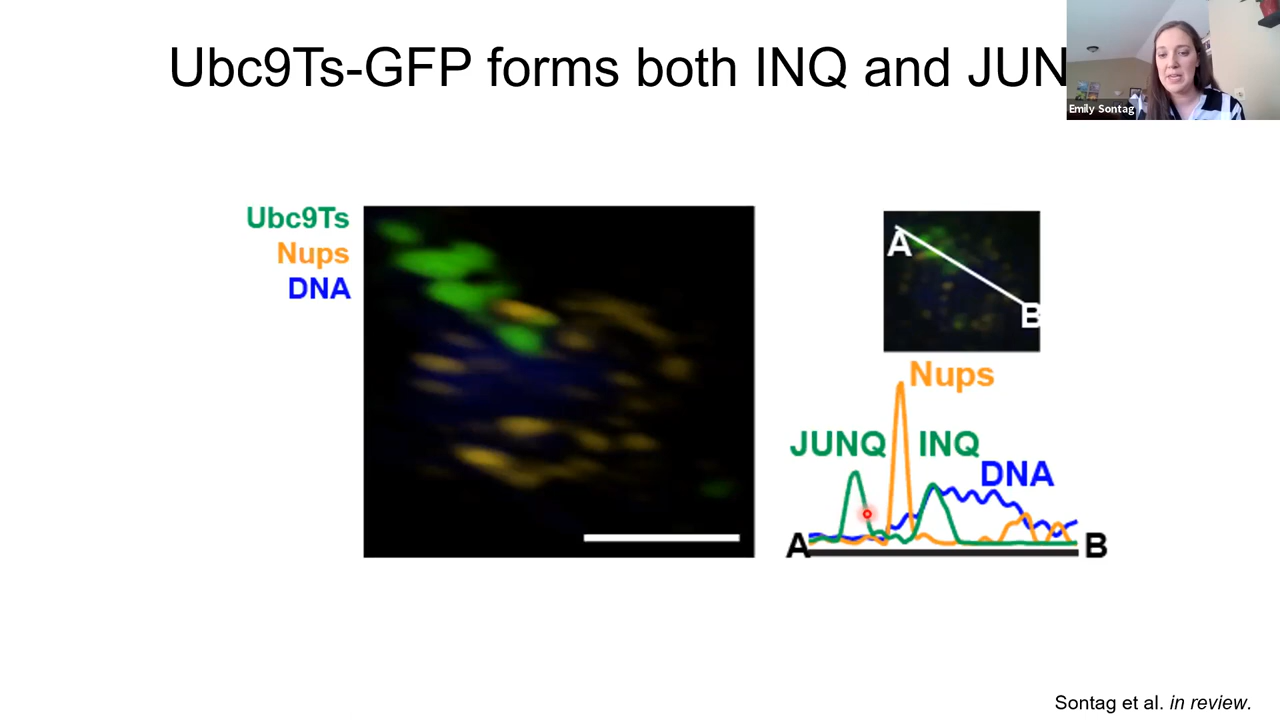 Ubc9Ts-GFP forms both INQ and JUN
Emily Sontag
Ubc9Ts
Nups
DNA
A
B
Nups
JUNQ
INQ
DNA
A
B
Sontag et al. in review.